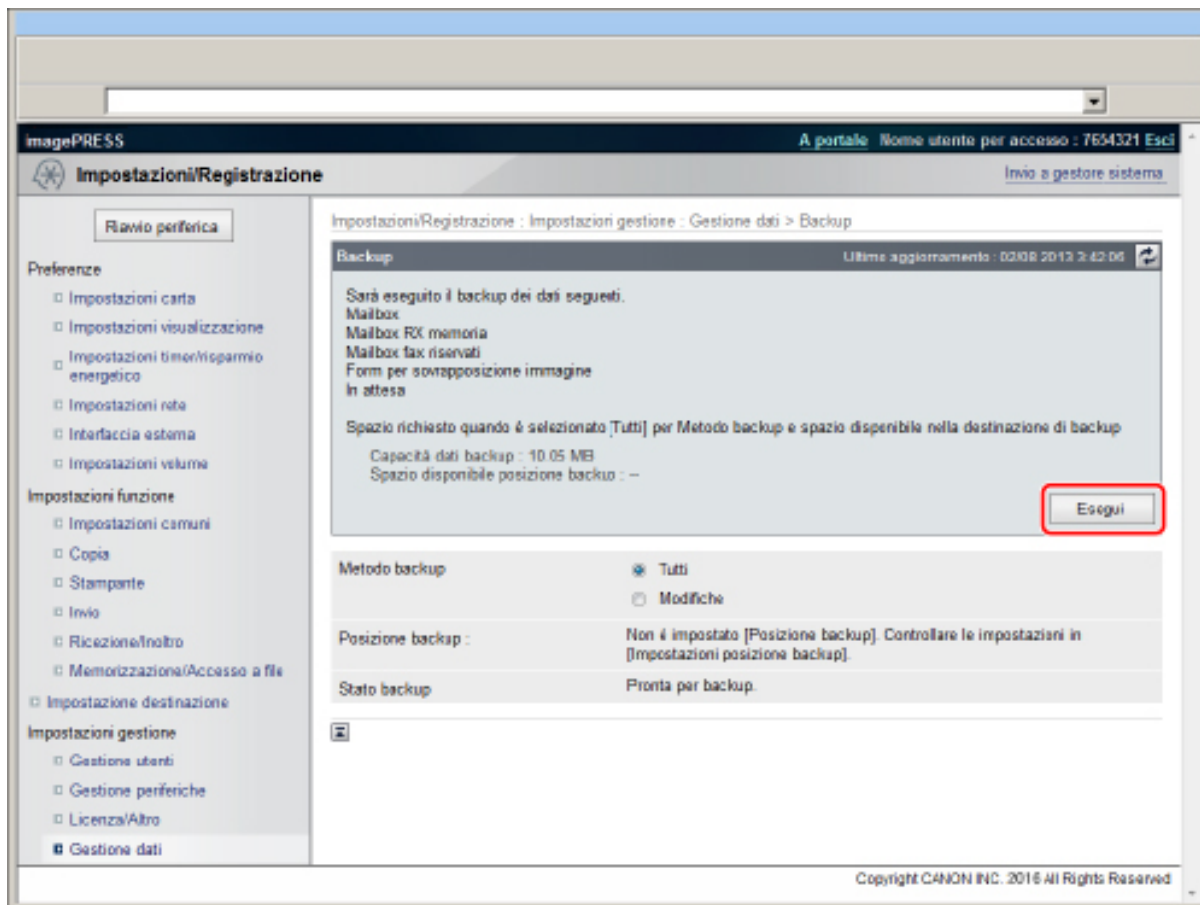 imagePRESS
A portale Nome utente per accesso : 7654321 Esci
Impostazioni/Registrazione
Invio a gestore sistema
Riavvio periferica
Preferenze
Impostazioni carta
Impostazioni visualizzazione
Impostazioni timer/risparmio
energetico
Impostazioni rete
Interfaccia esterna
Impostazioni volume
Impostazioni funzione
Impostazioni comuni
Copia
Stampante
Invio
Ricezione/Inoltro
Memorizzazione/Accesso a file
Impostazione destinazione
Impostazioni gestione
Gestione utenti
Gestione periferiche
Licenza/Altro
Gestione dati
Impostazioni/Registrazione : Impostazioni gestione : Gestione dati > Backup
Backup
Ultimo aggiornamento : 02/08 2013 3:42:06
Sarà eseguito il backup dei dati seguenti.
Mailbox
Mailbox RX memoria
Mailbox fax riservati
Form per sovrapposizione immagine
In attesa
Spazio richiesto quando é selezionato [Tutti] per Metodo backup e spazio disponibile nella destinazione di backup
Capacitá dati backup : 10.05 MB
Spazio disponibile posizione backup : --
Esegui
Metodo backup
Tutti
Modifiche
Posizione backup :
Non é impostato [Posizione backup]. Controllare le impostazioni in
[Impostazioni posizione backup].
Stato backup
Pronta per backup.
Copyright CANON INC. 2016 All Rights Reserved